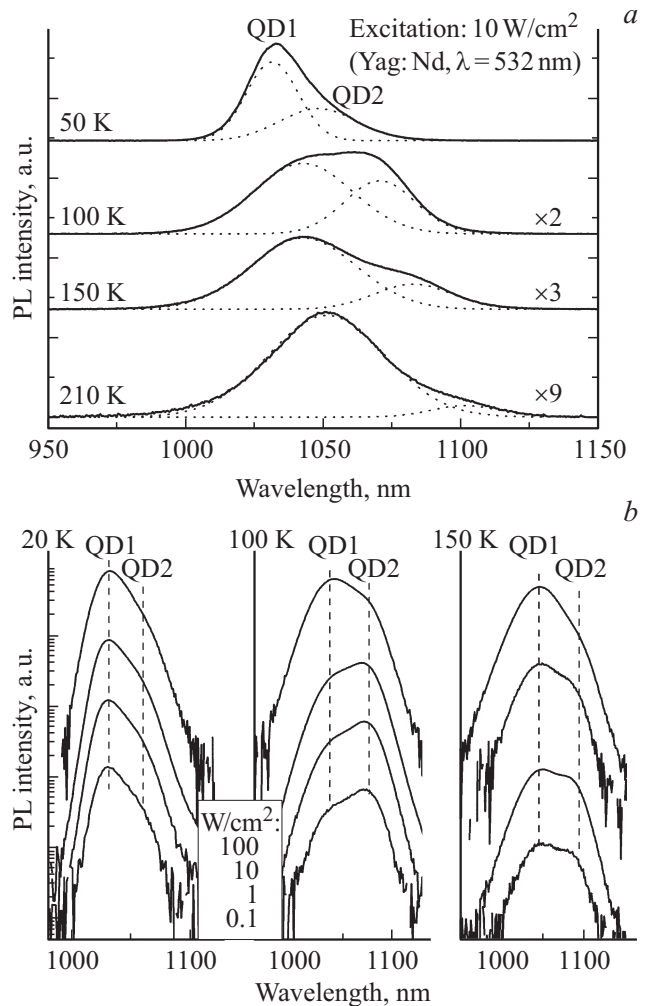 a
QD1
Excitation: 10 W/cm²
(Yag: Nd, λ = 532 nm)
QD2
50 K
100 K
×2
150 K
×3
210 K
×9
PL intensity, a.u.
950 1000 1050 1100 1150
Wavelength, nm
b
20 K
QD1
QD2
100 K
QD1
QD2
150 K
QD1
QD2
PL intensity, a.u.
W/cm²:
100
10
1
0.1
1000 1100 1000 1100 1000 1100
Wavelength, nm Wavelength, nm